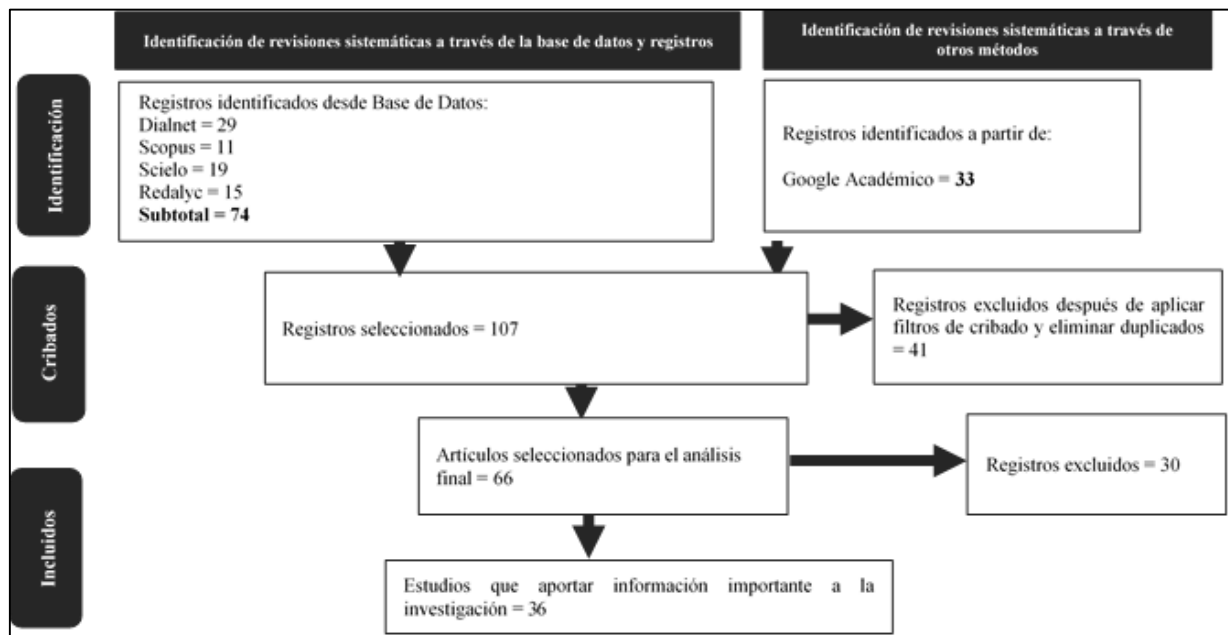 Identificación de revisiones sistemáticas a través de la base de datos y registros
Identificación de revisiones sistemáticas a través de
otros métodos
Identificación
Registros identificados desde Base de Datos:
Dialnet = 29
Scopus = 11
Scielo = 19
Redalyc = 15
Subtotal = 74
Registros identificados a partir de:
Google Académico = 33
Cribados
Registros seleccionados = 107
Registros excluidos después de aplicar
filtros de cribado y eliminar duplicados
= 41
Artículos seleccionados para el análisis
final = 66
Registros excluidos = 30
Incluidos
Estudios que aportar información importante a la
investigación = 36